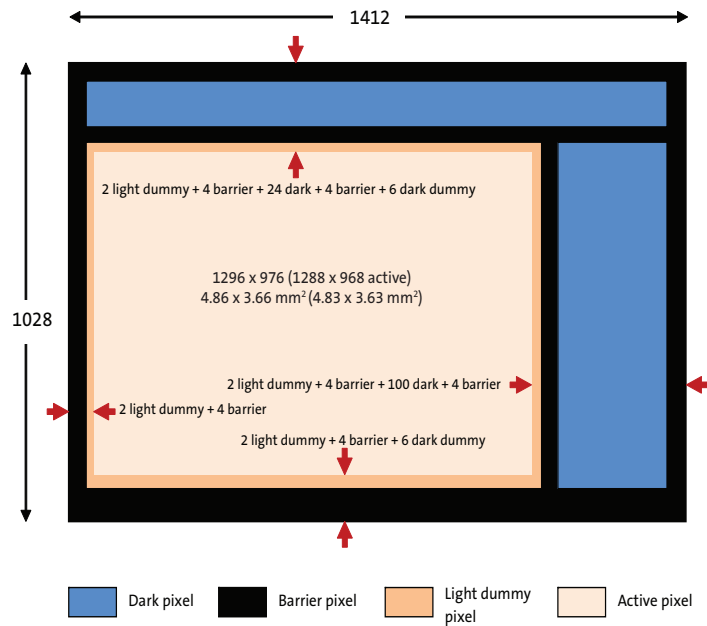 1412
2 light dummy + 4 barrier + 24 dark + 4 barrier + 6 dark dummy
1296 x 976 (1288 x 968 active)
4.86 x 3.66 mm² (4.83 x 3.63 mm²)
1028
2 light dummy + 4 barrier + 100 dark + 4 barrier
2 light dummy + 4 barrier
2 light dummy + 4 barrier + 6 dark dummy
Dark pixel
Barrier pixel
Light dummy
pixel
Active pixel